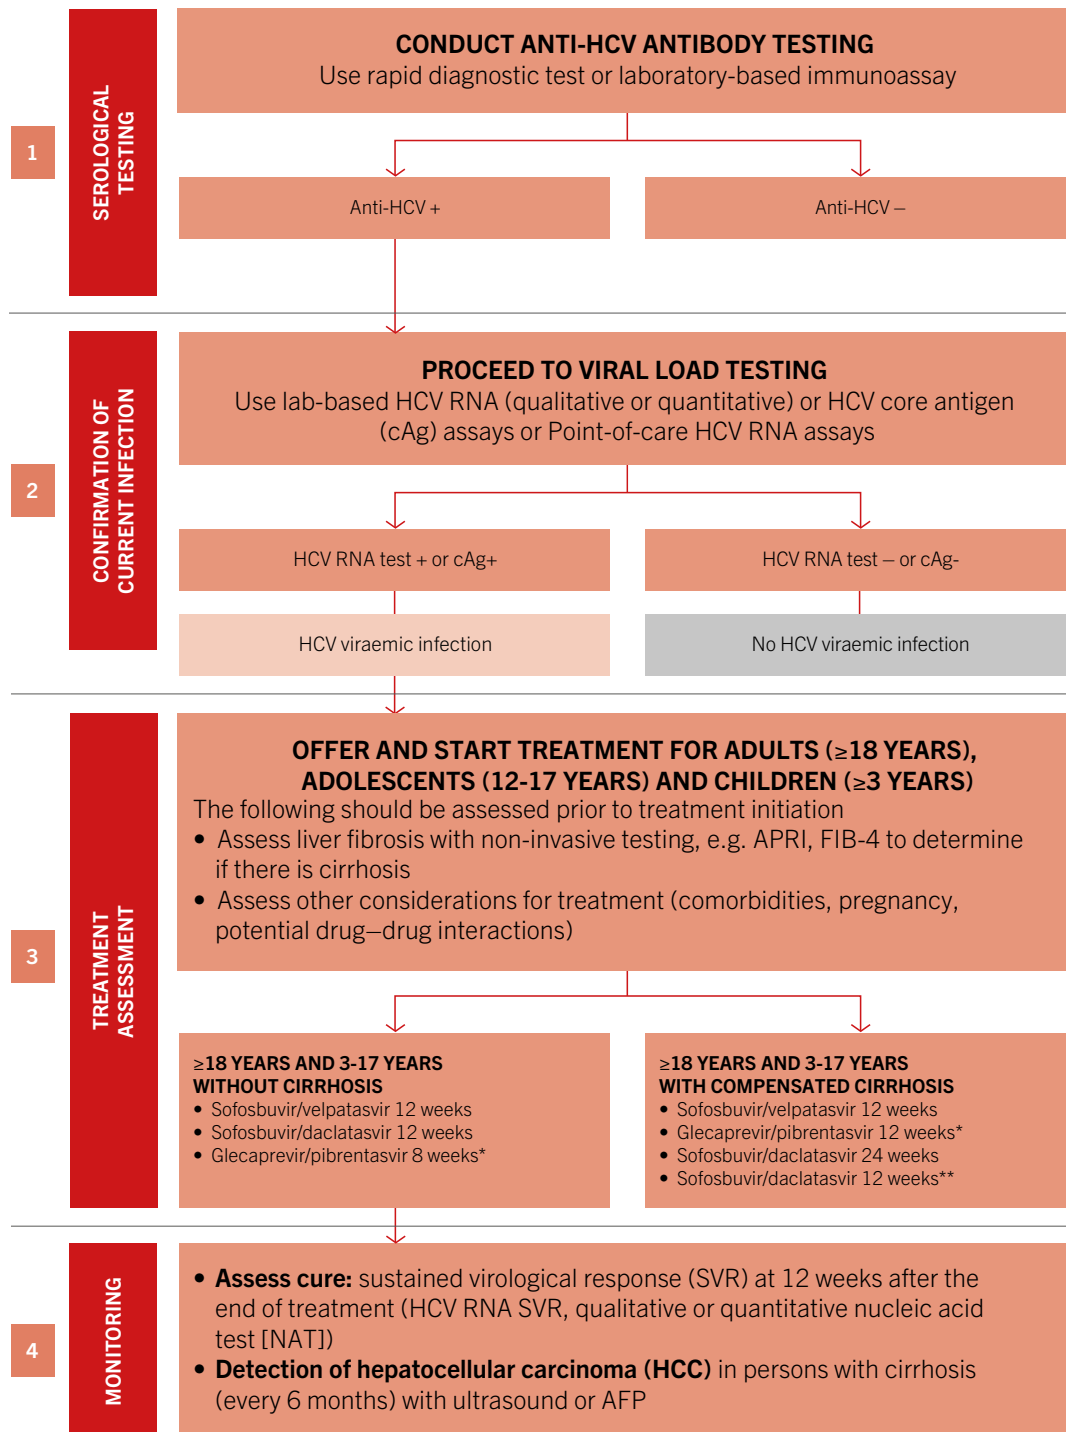 1
SEROLOGICAL
TESTING
CONDUCT ANTI-HCV ANTIBODY TESTING
Use rapid diagnostic test or laboratory-based immunoassay
Anti-HCV +
Anti-HCV –
2
CONFIRMATION OF
CURRENT INFECTION
PROCEED TO VIRAL LOAD TESTING
Use lab-based HCV RNA (qualitative or quantitative) or HCV core antigen
(cAg) assays or Point-of-care HCV RNA assays
HCV RNA test + or cAg+
HCV RNA test – or cAg-
HCV viraemic infection
No HCV viraemic infection
3
TREATMENT
ASSESSMENT
OFFER AND START TREATMENT FOR ADULTS (≥18 YEARS),
ADOLESCENTS (12-17 YEARS) AND CHILDREN (≥3 YEARS)
The following should be assessed prior to treatment initiation
• Assess liver fibrosis with non-invasive testing, e.g. APRI, FIB-4 to determine
if there is cirrhosis
• Assess other considerations for treatment (comorbidities, pregnancy,
potential drug–drug interactions)
≥18 YEARS AND 3-17 YEARS
WITHOUT CIRRHOSIS
• Sofosbuvir/velpatasvir 12 weeks
• Sofosbuvir/daclatasvir 12 weeks
• Glecaprevir/pibrentasvir 8 weeks*
≥18 YEARS AND 3-17 YEARS
WITH COMPENSATED CIRRHOSIS
• Sofosbuvir/velpatasvir 12 weeks
• Glecaprevir/pibrentasvir 12 weeks*
• Sofosbuvir/daclatasvir 24 weeks
• Sofosbuvir/daclatasvir 12 weeks**
4
MONITORING
• Assess cure: sustained virological response (SVR) at 12 weeks after the
end of treatment (HCV RNA SVR, qualitative or quantitative nucleic acid
test [NAT])
• Detection of hepatocellular carcinoma (HCC) in persons with cirrhosis
(every 6 months) with ultrasound or AFP